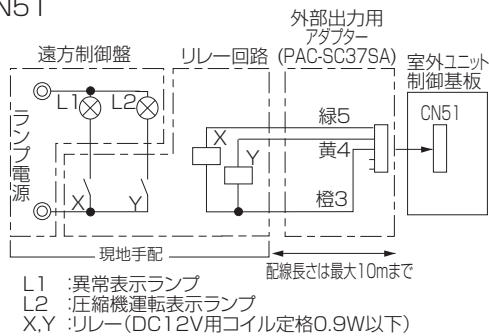 CN51
外部出力用
アダプター
(PAC-SC37SA)
遠方制御盤
リレー回路
室外ユニット
制御基板
L1
L2
CN51
ランプ電源
X
Y
X
Y
緑5
黄4
橙3
現地手配
配線長さは最大10mまで
L1 :異常表示ランプ
L2 :圧縮機運転表示ランプ
X,Y :リレー(DC12V用コイル定格0.9W以下)